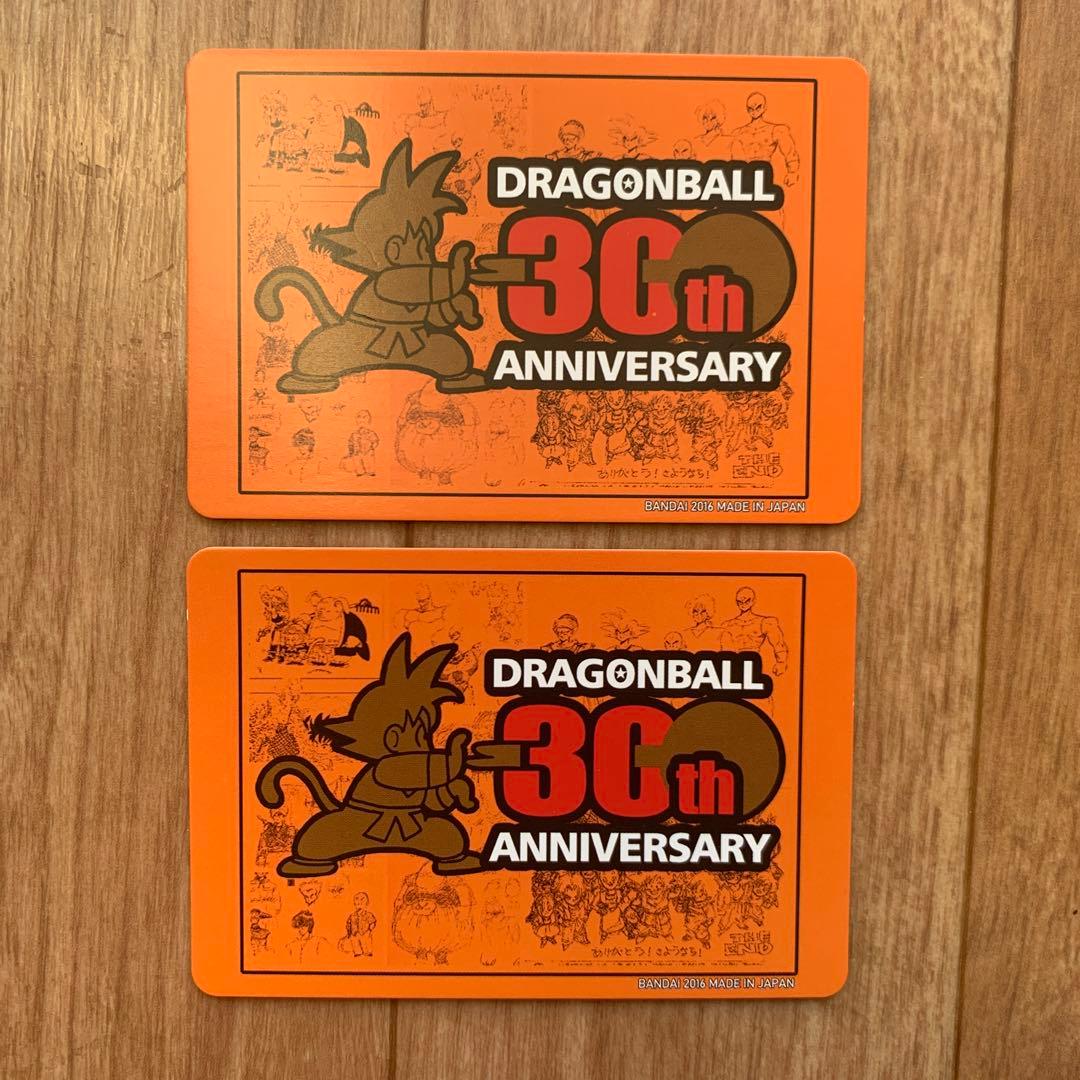 DRAGONBALL
30th
ANNIVERSARY
THE
END
ありがとう！さようなら！
BANDAI 2016 MADE IN JAPAN
DRAGONBALL
30th
ANNIVERSARY
THE
END
ありがとう！さようなら！
BANDAI 2016 MADE IN JAPAN